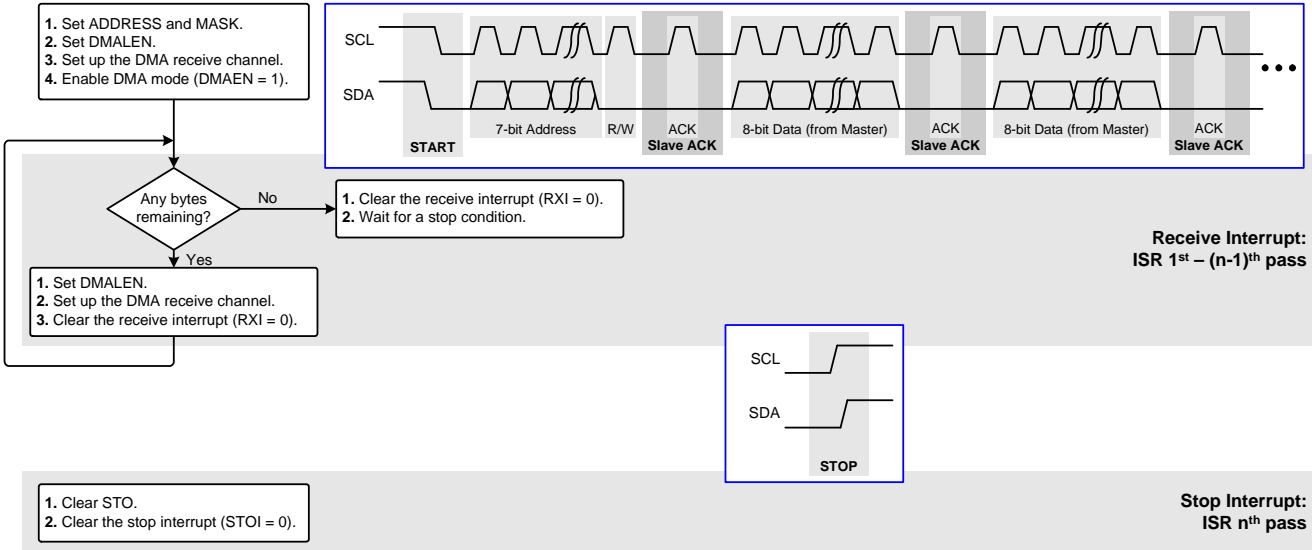 1. Set ADDRESS and MASK.
2. Set DMALEN.
3. Set up the DMA receive channel.
4. Enable DMA mode (DMAEN = 1).
SCL
SDA
7-bit Address
R/W
ACK
8-bit Data (from Master)
ACK
8-bit Data (from Master)
ACK
START
Slave ACK
Slave ACK
Slave ACK
Any bytes
remaining?
No
1. Clear the receive interrupt (RXI = 0).
2. Wait for a stop condition.
Yes
1. Set DMALEN.
2. Set up the DMA receive channel.
3. Clear the receive interrupt (RXI = 0).
Receive Interrupt:
ISR 1st – (n-1)th pass
SCL
SDA
STOP
1. Clear STO.
2. Clear the stop interrupt (STOI = 0).
Stop Interrupt:
ISR nth pass